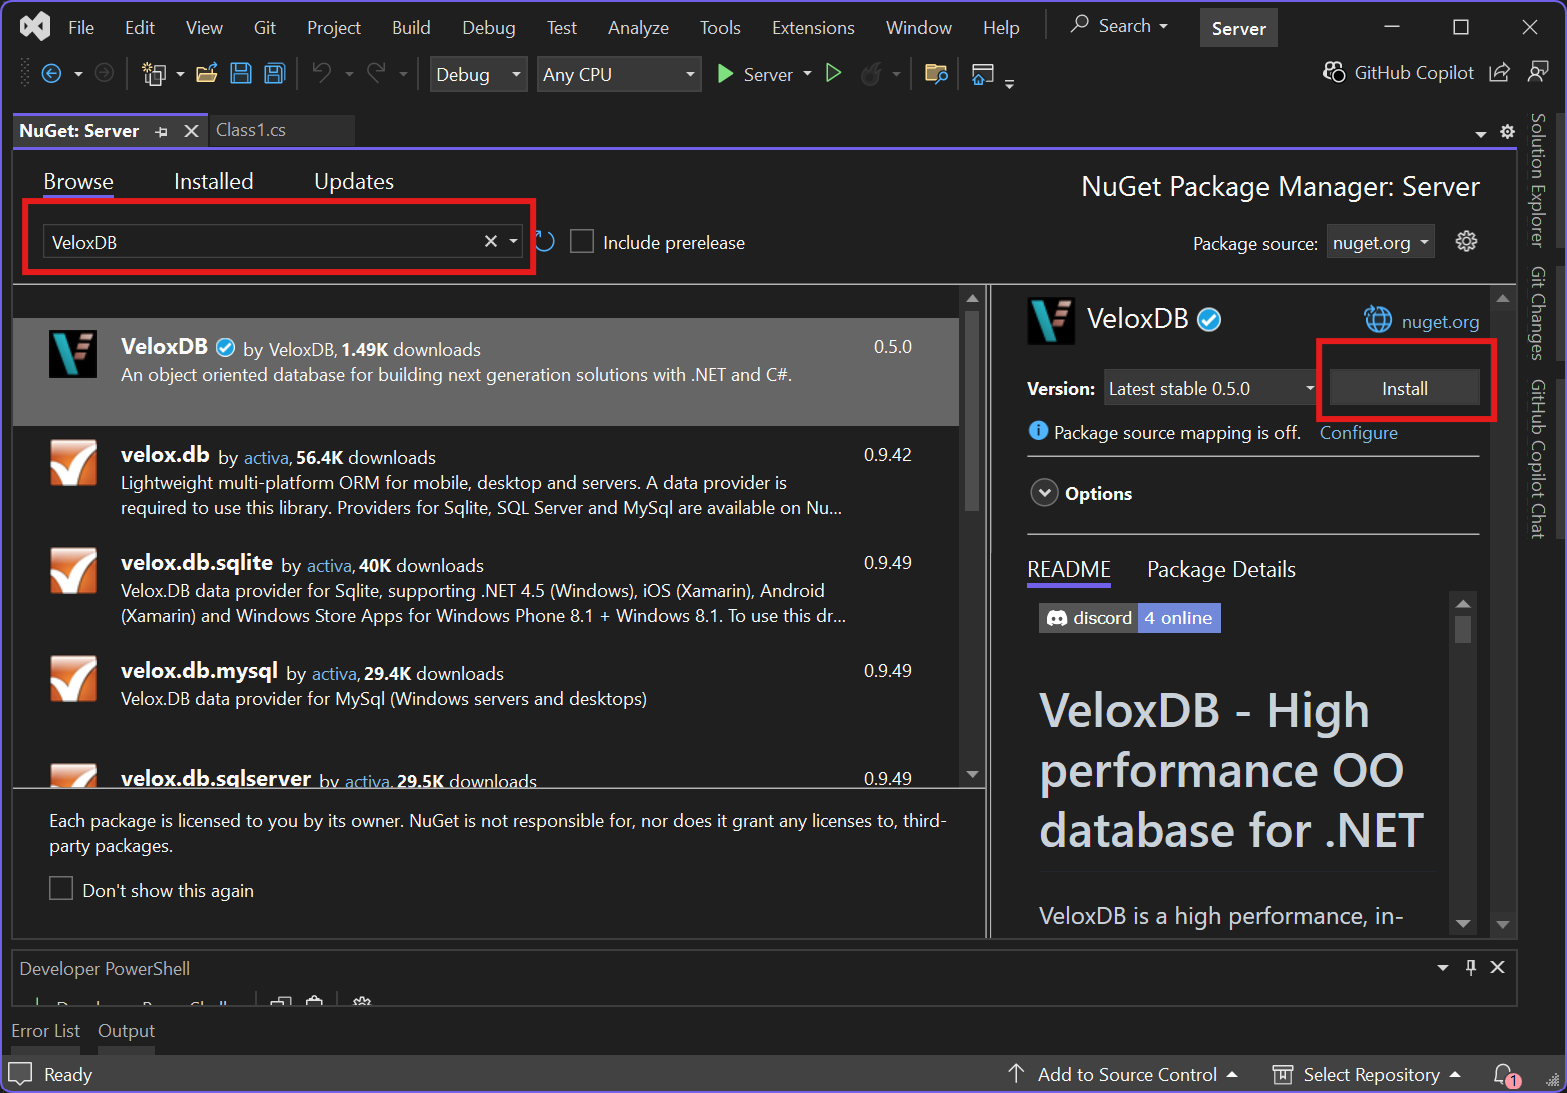 File Edit View Git Project Build Debug Test Analyze Tools Extensions Window Help Search Server
Debug Any CPU Server GitHub Copilot
NuGet: Server Class1.cs
Browse Installed Updates
NuGet Package Manager: Server
VeloxDB
Include prerelease
Package source: nuget.org
VeloxDB by VeloxDB, 1.49K downloads 0.5.0
An object oriented database for building next generation solutions with .NET and C#.
velox.db by activa, 56.4K downloads 0.9.42
Lightweight multi-platform ORM for mobile, desktop and servers. A data provider is
required to use this library. Providers for Sqlite, SQL Server and MySql are available on Nu...
velox.db.sqlite by activa, 40K downloads 0.9.49
Velox.DB data provider for Sqlite, supporting .NET 4.5 (Windows), iOS (Xamarin), Android
(Xamarin) and Windows Store Apps for Windows Phone 8.1 + Windows 8.1. To use this dr...
velox.db.mysql by activa, 29.4K downloads 0.9.49
Velox.DB data provider for MySql (Windows servers and desktops)
velox.db.sqlserver by activa, 29.5K downloads 0.9.49
Each package is licensed to you by its owner. NuGet is not responsible for, nor does it grant any licenses to, third-
party packages.
Don't show this again
VeloxDB nuget.org
Version: Latest stable 0.5.0 Install
Package source mapping is off. Configure
Options
README Package Details
discord 4 online
VeloxDB - High
performance OO
database for .NET
VeloxDB is a high performance, in-
Solution Explorer
Git Changes
GitHub Copilot Chat
Developer PowerShell
Error List Output
Ready Add to Source Control Select Repository 1